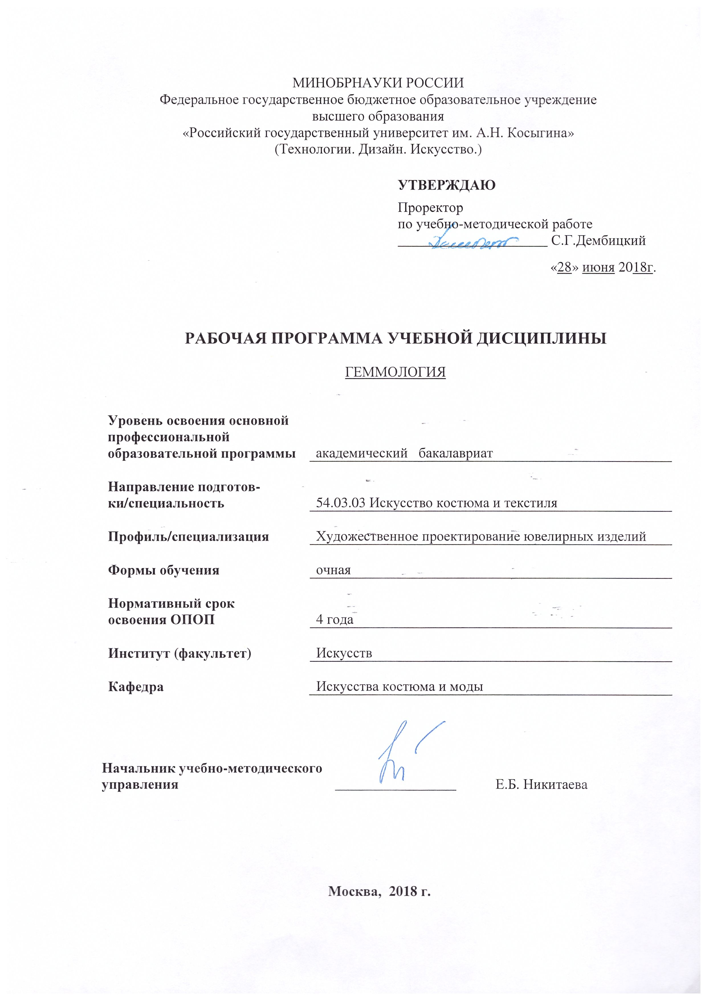 МИНОБРНАУКИ РОССИИ
Федеральное государственное бюджетное образовательное учреждение
высшего образования
«Российский государственный университет им. А.Н. Косыгина»
(Технологии. Дизайн. Искусство.)
УТВЕРЖДАЮ
Проректор
по учебно-методической работе
С.Г.Дембицкий
«28» июня 2018г.
РАБОЧАЯ ПРОГРАММА УЧЕБНОЙ ДИСЦИПЛИНЫ
ГЕММОЛОГИЯ
Уровень освоения основной
профессиональной
образовательной программы академический бакалавриат
Направление подготов-
ки/специальность 54.03.03 Искусство костюма и текстиля
Профиль/специализация Художественное проектирование ювелирных изделий
Формы обучения очная
Нормативный срок
освоения ОПОП 4 года
Институт (факультет) Искусств
Кафедра Искусства костюма и моды
Начальник учебно-методического
управления Е.Б. Никитаева
Москва, 2018 г.